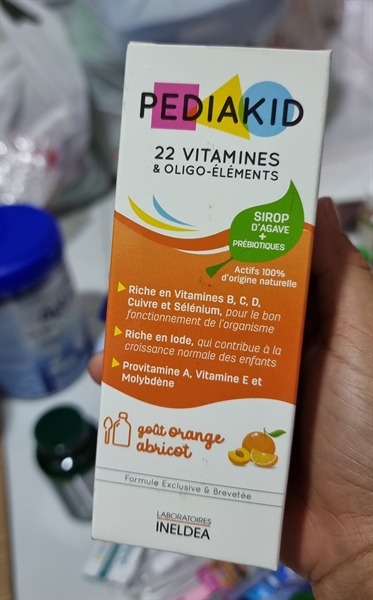 PEDIAKID
22 VITAMINES
& OLIGO-ÉLÉMENTS
SIROP
D'AGAVE
+
PRÉBIOTIQUES
Actifs 100%
d'origine naturelle
Riche en Vitamines B, C, D,
Cuivre et Sélénium, pour le bon
fonctionnement de l'organisme
Riche en Iode, qui contribue à la
croissance normale des enfants
Provitamine A, Vitamine E et
Molybdène
goût orange
abricot
Formule Exclusive & Brevetée
LABORATOIRES
INELDEA